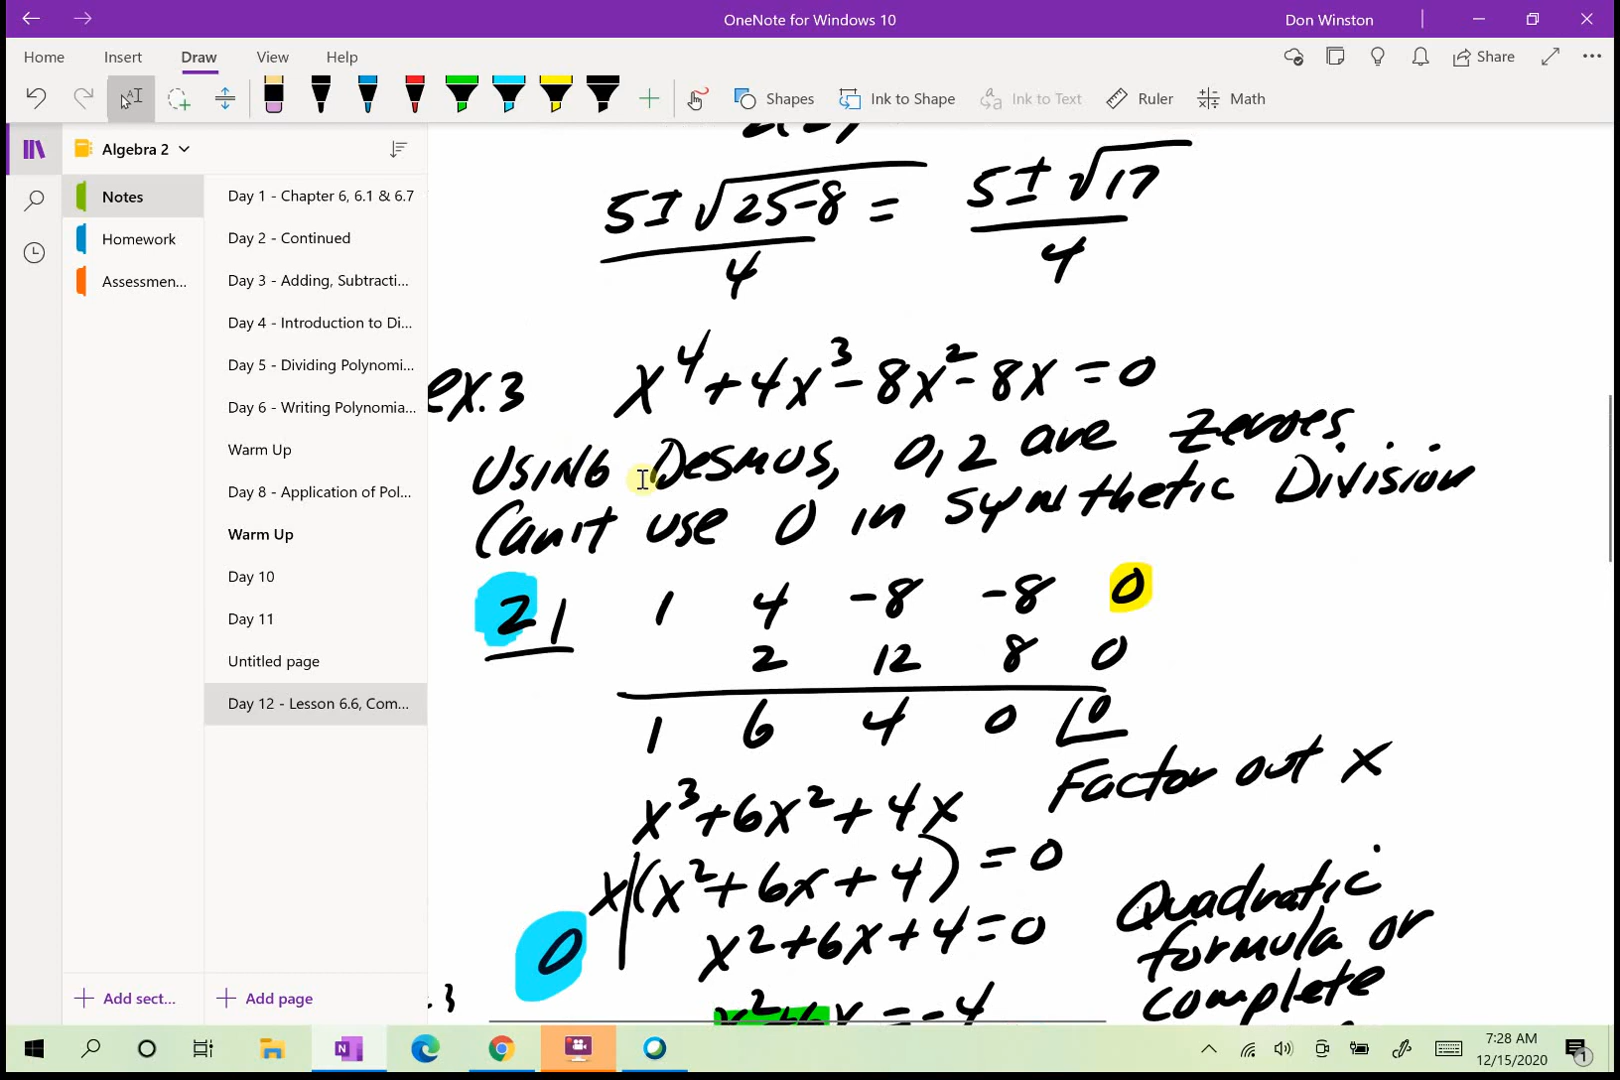 OneNote for Windows 10
Don Winston
Home Insert Draw View Help
Share
Shapes Ink to Shape Ink to Text Ruler Math
Algebra 2
Notes
Homework
Assessmen...
Day 1 - Chapter 6, 6.1 & 6.7
Day 2 - Continued
Day 3 - Adding, Subtracti...
Day 4 - Introduction to Di...
Day 5 - Dividing Polynomi...
Day 6 - Writing Polynomia...
Warm Up
Day 8 - Application of Pol...
Warm Up
Day 10
Day 11
Untitled page
Day 12 - Lesson 6.6, Com...
Add sect...
Add page
5±√25-8 = 5±√17
4 4
ex.3 x⁴+4x³-8x²-8x=0
Using Desmos, 0,2 are zeroes
Can't use 0 in synthetic Division
2| 1 4 -8 -8 0
2 12 8 0
1 6 4 0 |0
Factor out x
x³+6x²+4x
x(x²+6x+4)=0
0 x²+6x+4=0
Quadratic
formula or
complete
x²+6x=-4
7:28 AM
12/15/2020